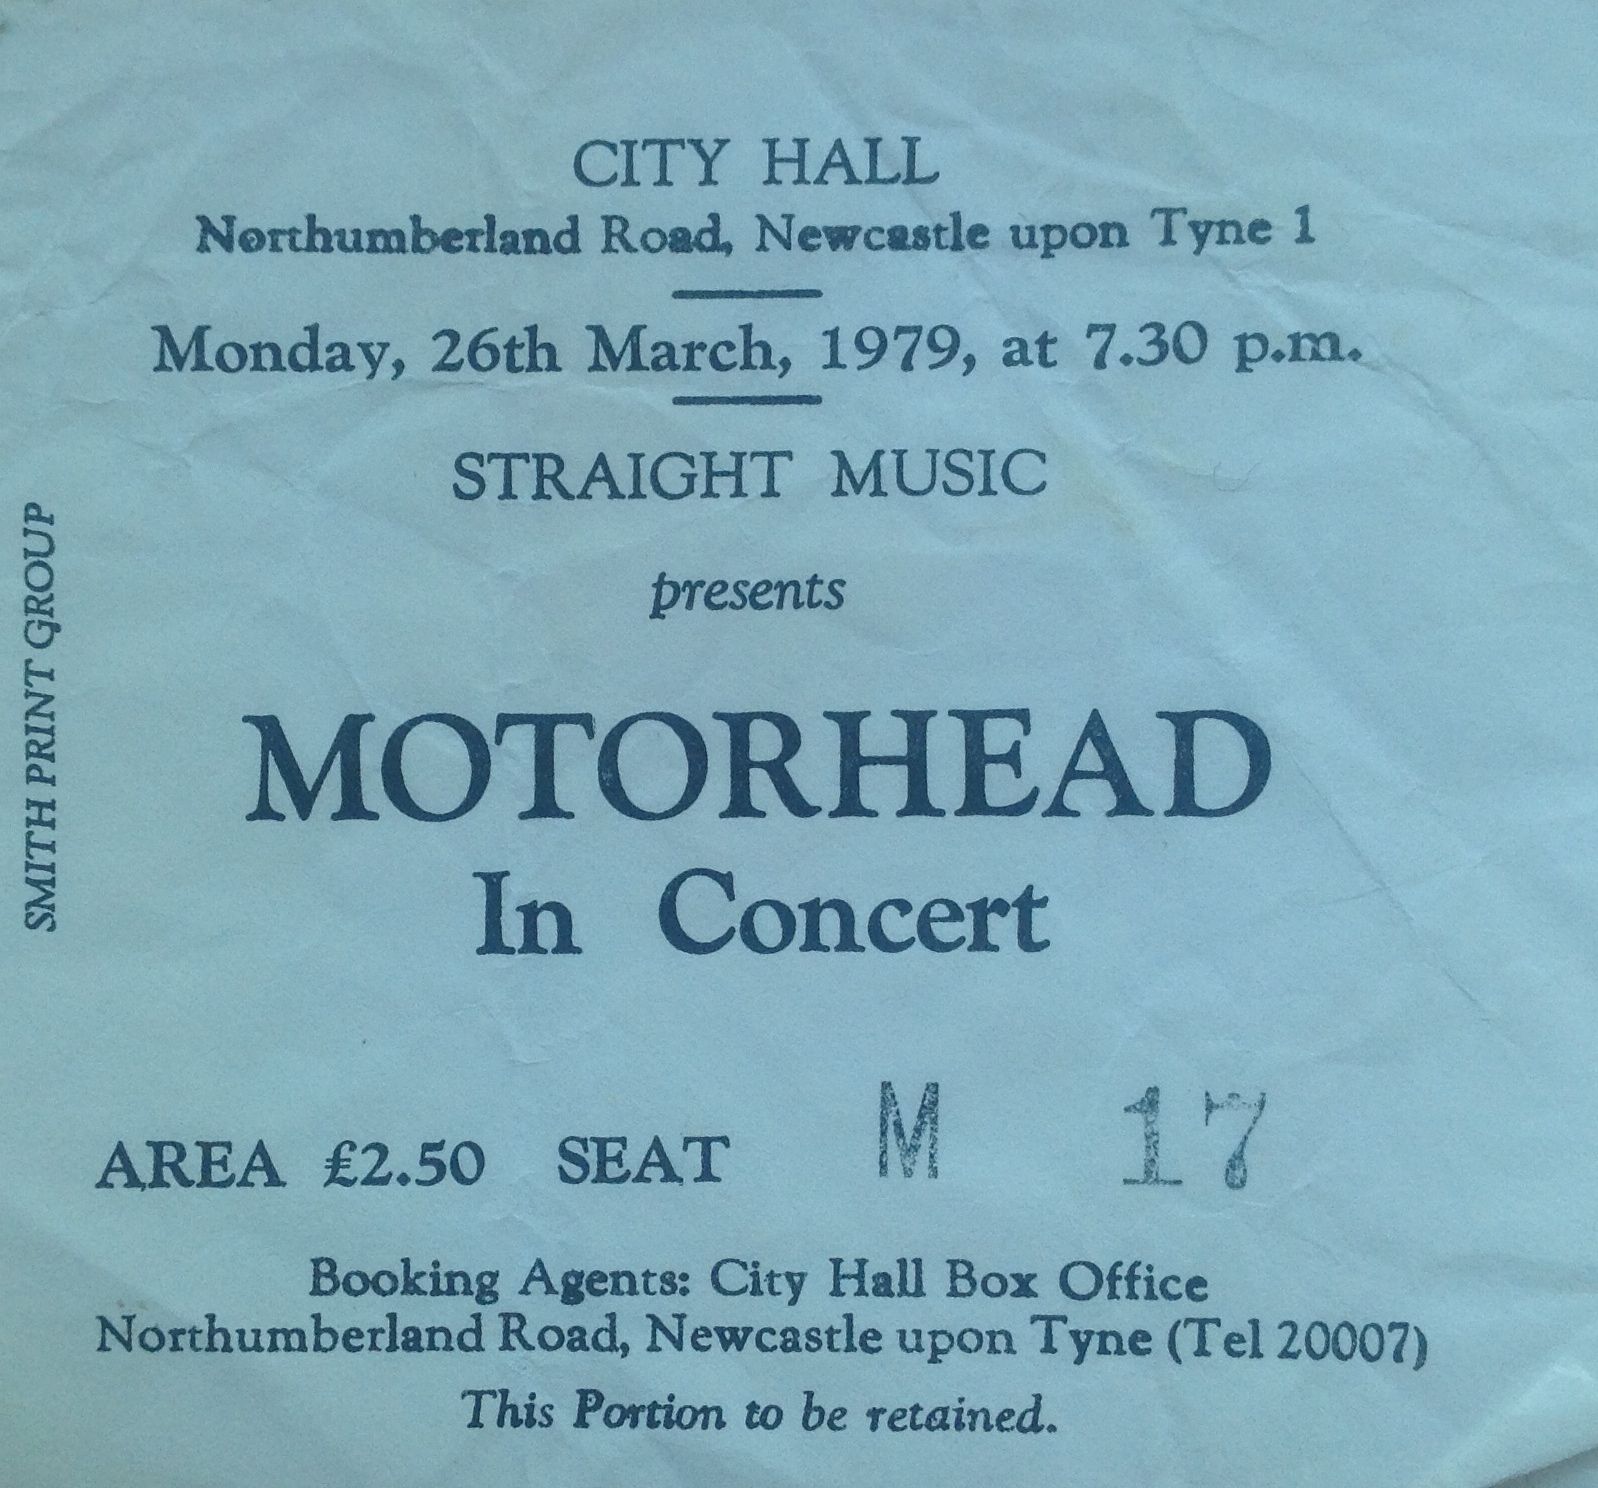 CITY HALL
Northumberland Road, Newcastle upon Tyne 1
Monday, 26th March, 1979, at 7.30 p.m.
STRAIGHT MUSIC
presents
MOTORHEAD
In Concert
AREA £2.50 SEAT M 17
Booking Agents: City Hall Box Office
Northumberland Road, Newcastle upon Tyne (Tel 20007)
This Portion to be retained.
SMITH PRINT GROUP